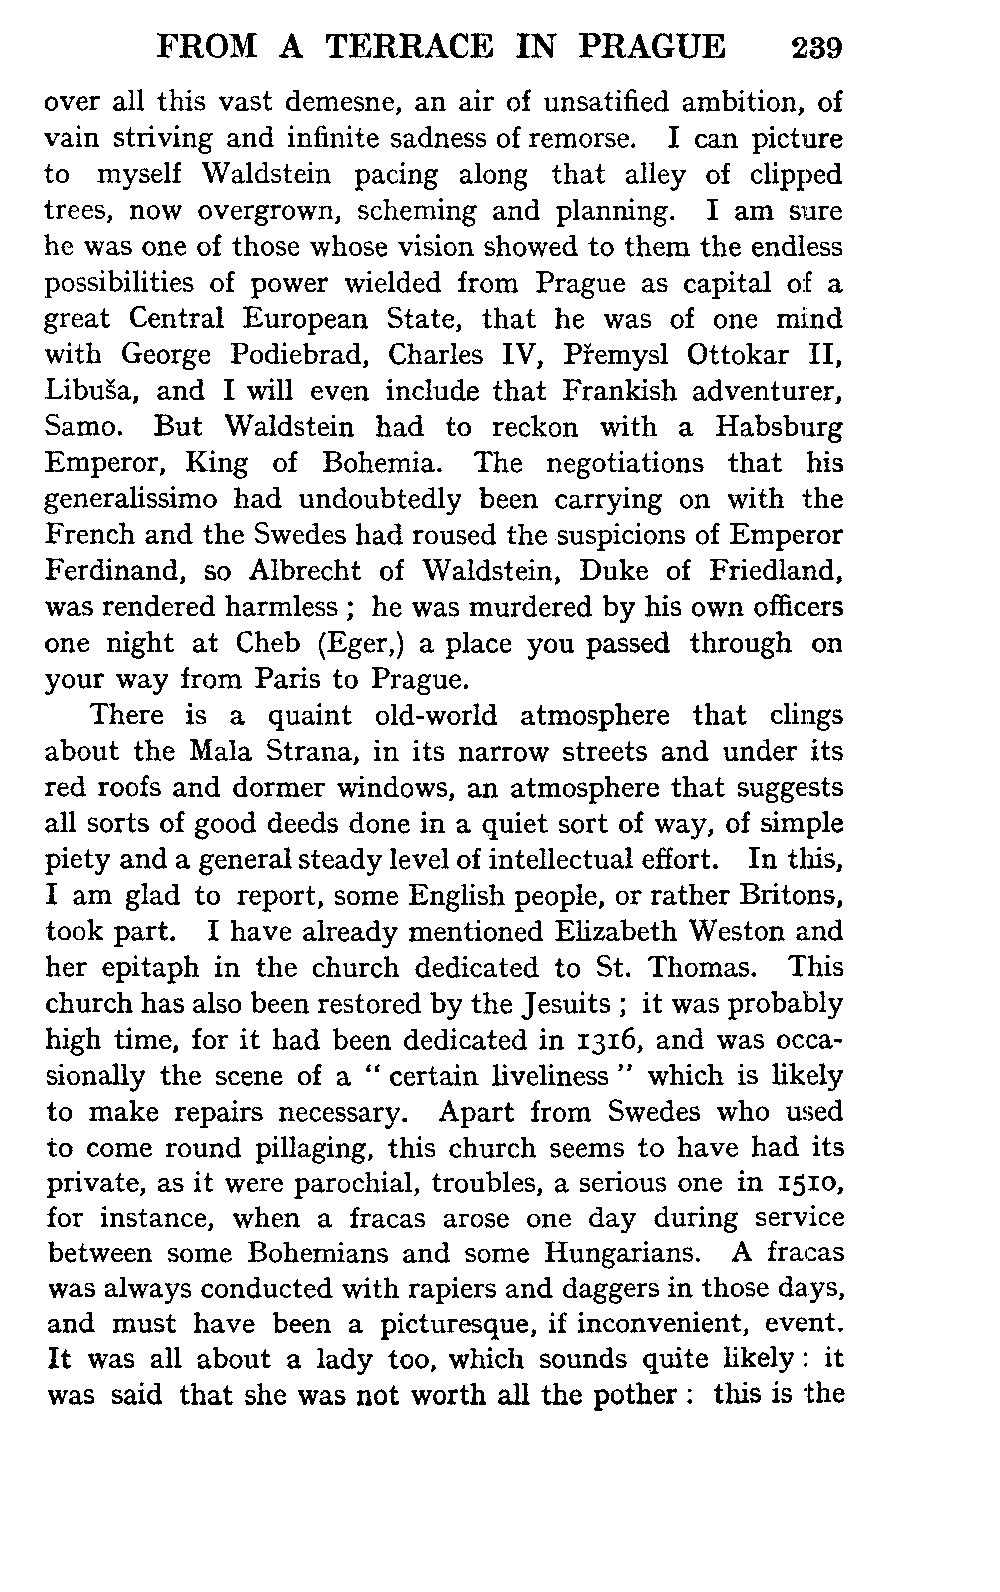 FROM A TERRACE IN PRAGUE 239
over all this vast demesne, an air of unsatified ambition, of
vain striving and infinite sadness of remorse. I can picture
to myself Waldstein pacing along that alley of clipped
trees, now overgrown, scheming and planning. I am sure
he was one of those whose vision showed to them the endless
possibilities of power wielded from Prague as capital of a
great Central European State, that he was of one mind
with George Podiebrad, Charles IV, Přemysl Ottokar II,
Libuša, and I will even include that Frankish adventurer,
Samo. But Waldstein had to reckon with a Habsburg
Emperor, King of Bohemia. The negotiations that his
generalissimo had undoubtedly been carrying on with the
French and the Swedes had roused the suspicions of Emperor
Ferdinand, so Albrecht of Waldstein, Duke of Friedland,
was rendered harmless ; he was murdered by his own officers
one night at Cheb (Eger,) a place you passed through on
your way from Paris to Prague.
There is a quaint old-world atmosphere that clings
about the Mala Strana, in its narrow streets and under its
red roofs and dormer windows, an atmosphere that suggests
all sorts of good deeds done in a quiet sort of way, of simple
piety and a general steady level of intellectual effort. In this,
I am glad to report, some English people, or rather Britons,
took part. I have already mentioned Elizabeth Weston and
her epitaph in the church dedicated to St. Thomas. This
church has also been restored by the Jesuits ; it was probably
high time, for it had been dedicated in 1316, and was occa-
sionally the scene of a “ certain liveliness ” which is likely
to make repairs necessary. Apart from Swedes who used
to come round pillaging, this church seems to have had its
private, as it were parochial, troubles, a serious one in 1510,
for instance, when a fracas arose one day during service
between some Bohemians and some Hungarians. A fracas
was always conducted with rapiers and daggers in those days,
and must have been a picturesque, if inconvenient, event.
It was all about a lady too, which sounds quite likely : it
was said that she was not worth all the pother : this is the